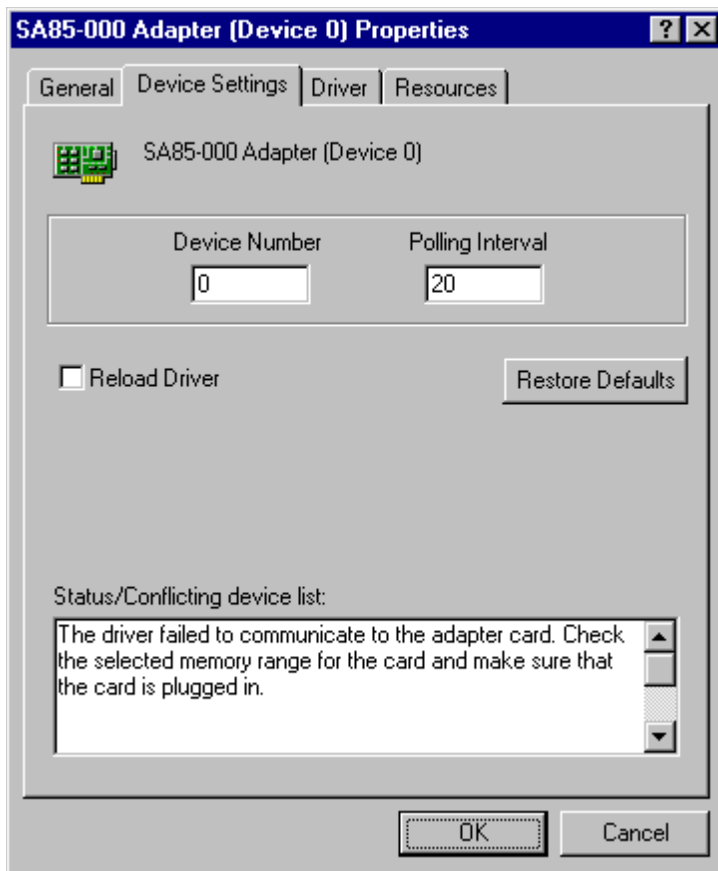 SA85-000 Adapter (Device 0) Properties
General Device Settings Driver Resources
SA85-000 Adapter (Device 0)
Device Number Polling Interval
0 20
Reload Driver Restore Defaults
Status/Conflicting device list:
The driver failed to communicate to the adapter card. Check
the selected memory range for the card and make sure that
the card is plugged in.
OK Cancel